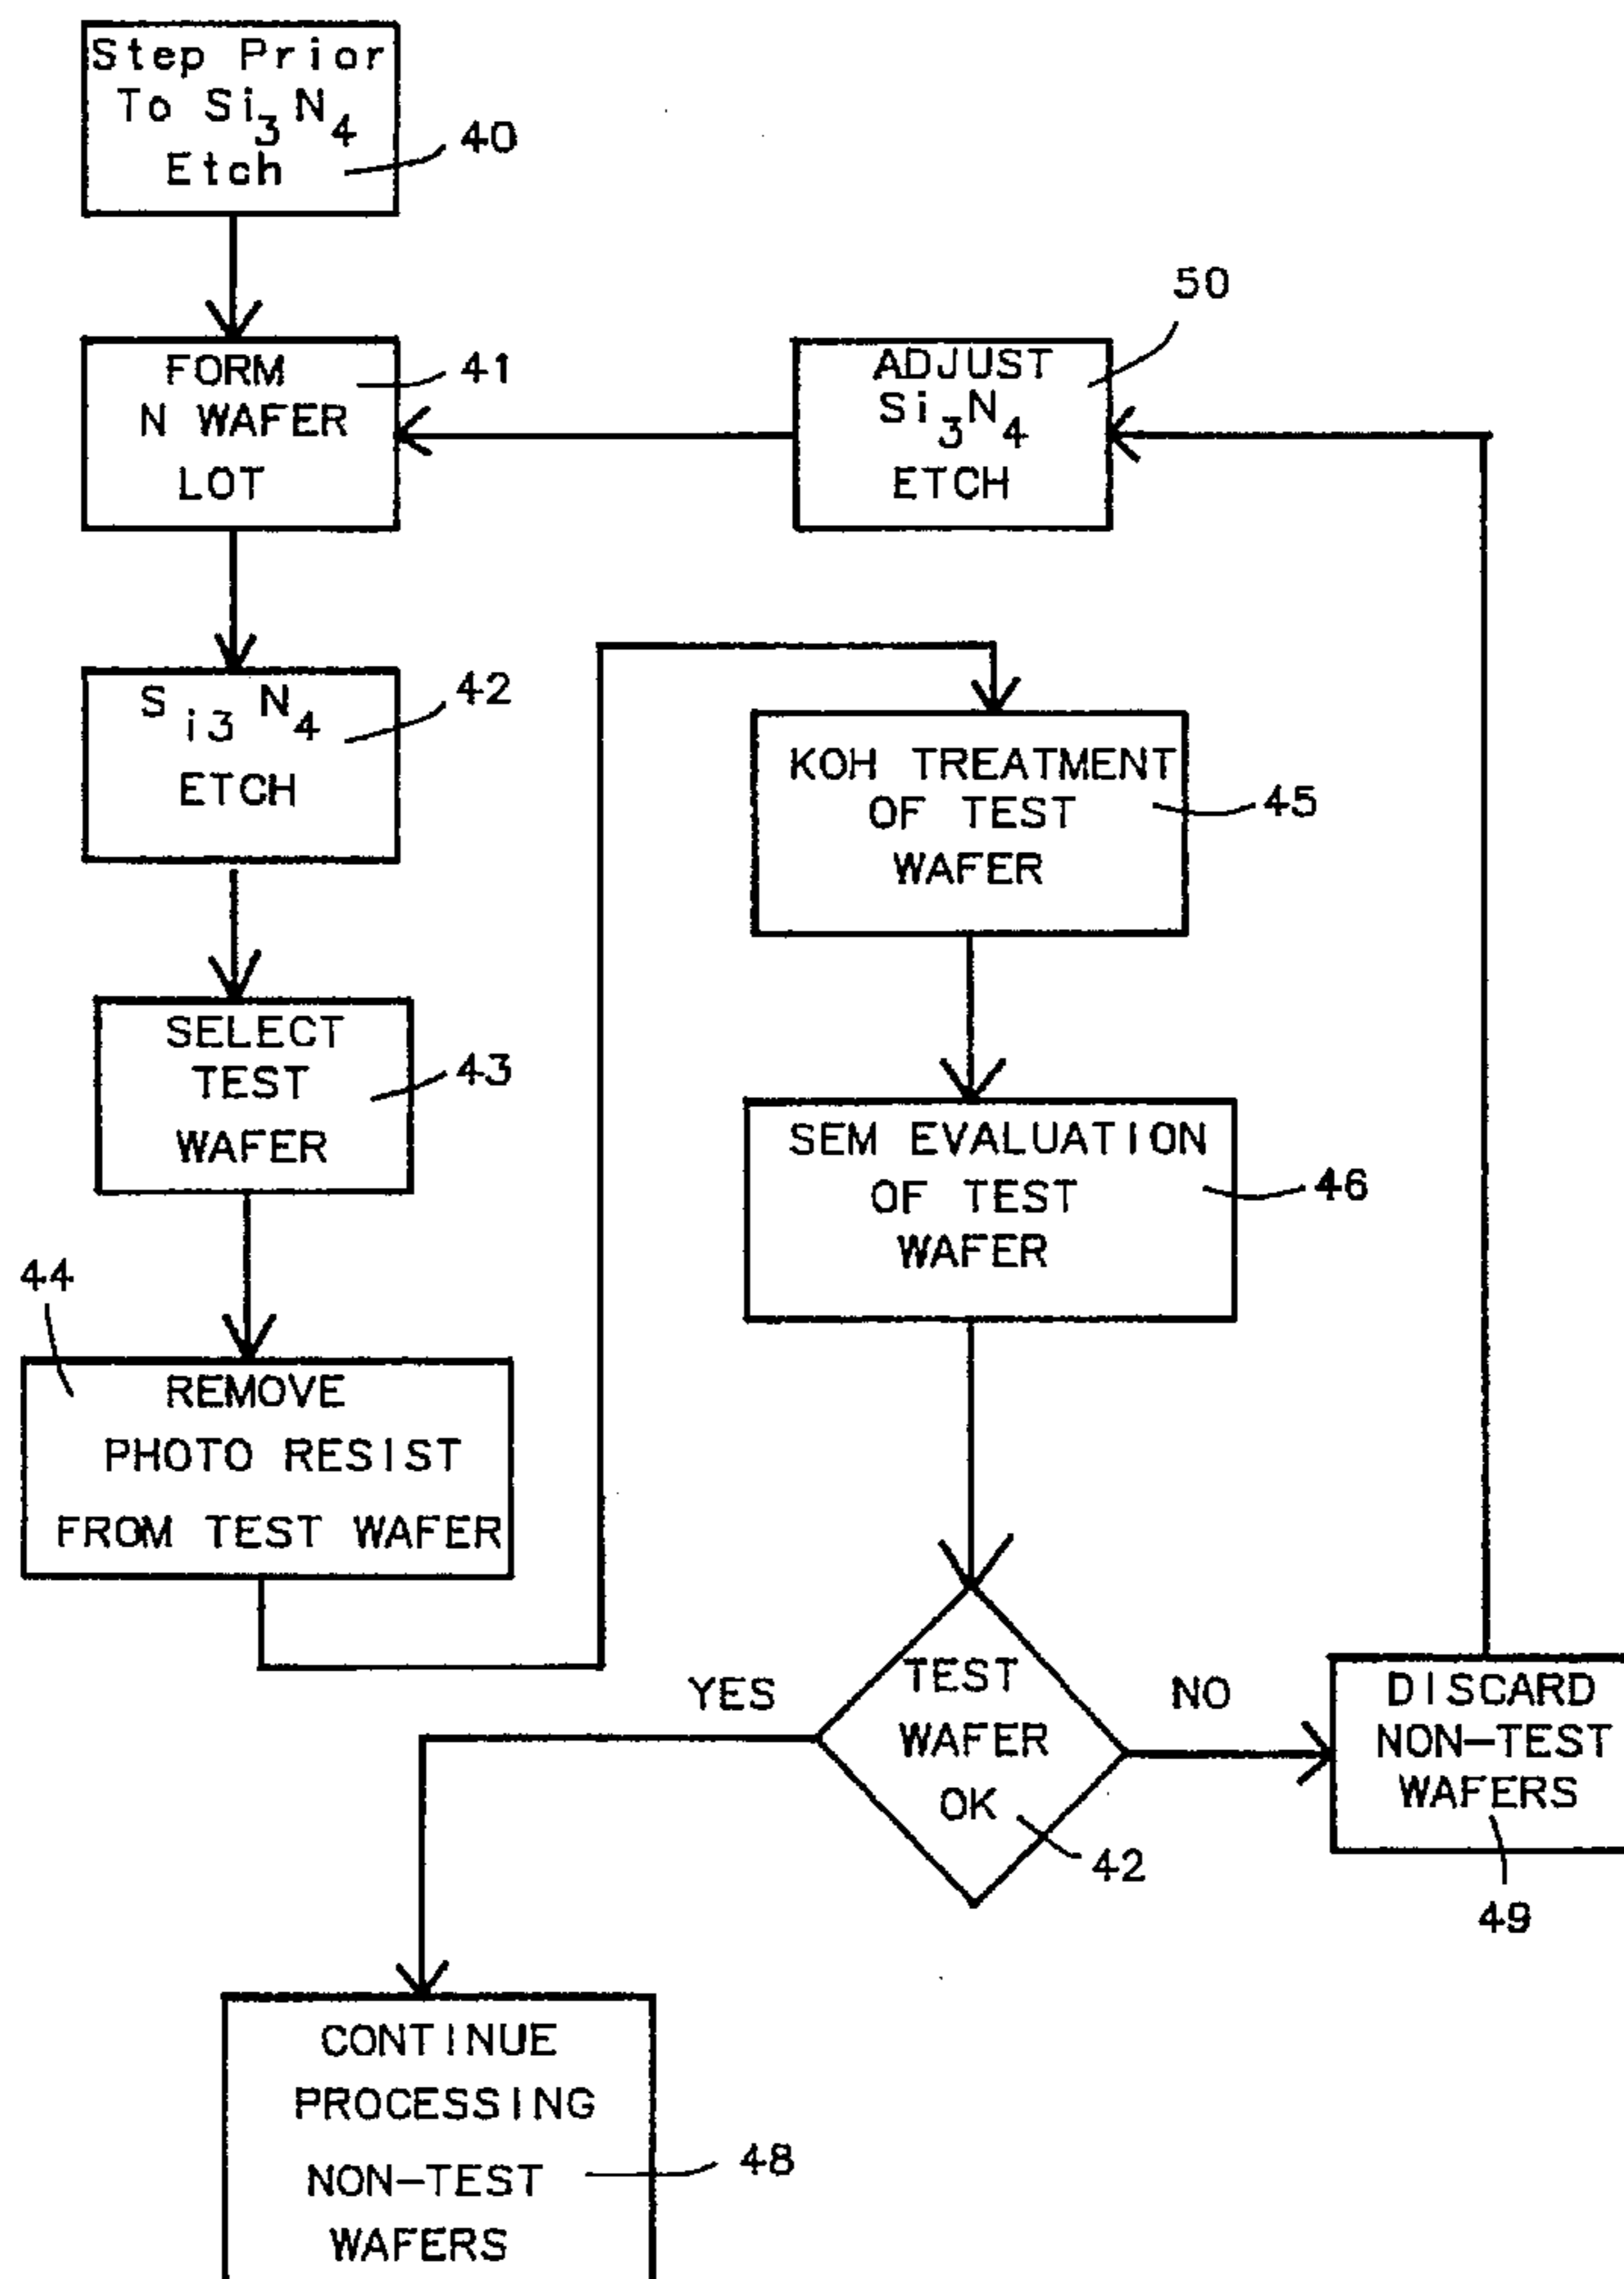 Step Prior
To Si₃N₄
Etch
40
FORM
N WAFER
LOT
41
Si₃N₄
ETCH
42
SELECT
TEST
WAFER
43
44
REMOVE
PHOTO RESIST
FROM TEST WAFER
KOH TREATMENT
OF TEST
WAFER
45
SEM EVALUATION
OF TEST
WAFER
46
TEST
WAFER
OK
42
YES
NO
CONTINUE
PROCESSING
NON-TEST
WAFERS
48
DISCARD
NON-TEST
WAFERS
49
50
ADJUST
Si₃N₄
ETCH